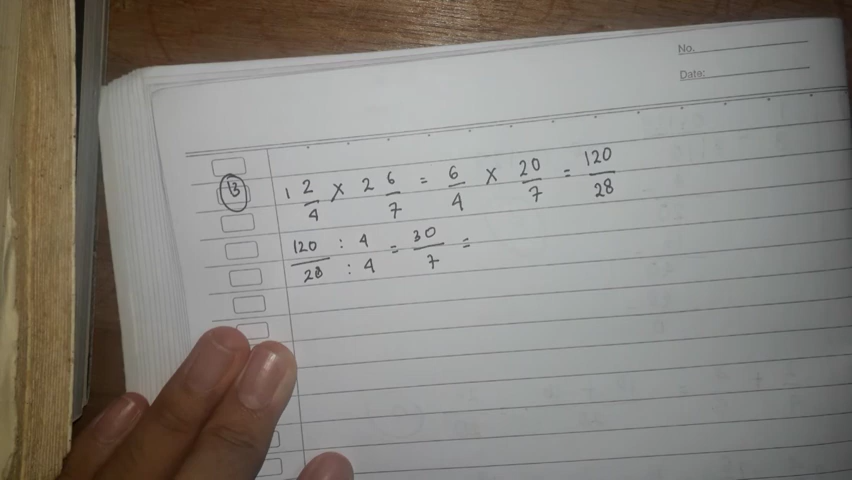 No.
Date:
13 1 2/4 X 2 6/7 = 6/4 X 20/7 = 120/28
120/28 : 4/: 4 = 30/7 =